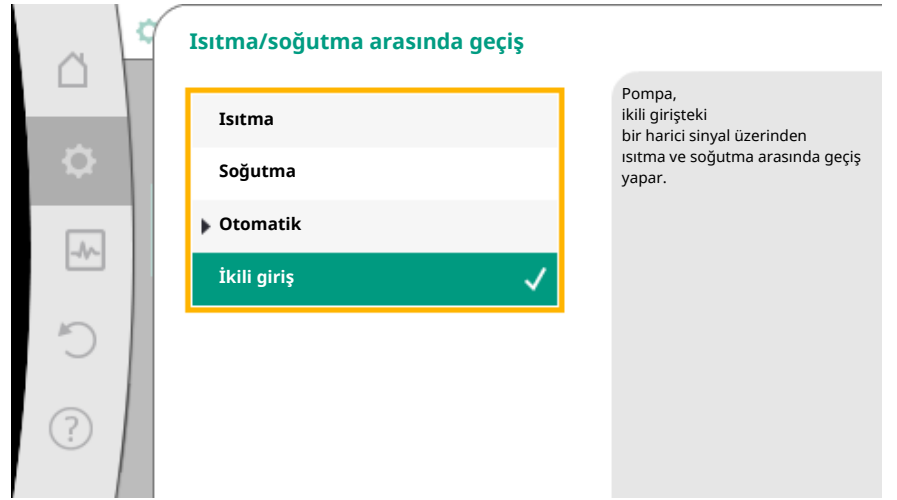 Isıtma/soğutma arasında geçiş
Isıtma
Soğutma
Otomatik
İkili giriş
Pompa,
ikili girişteki
bir harici sinyal üzerinden
ısıtma ve soğutma arasında geçiş
yapar.